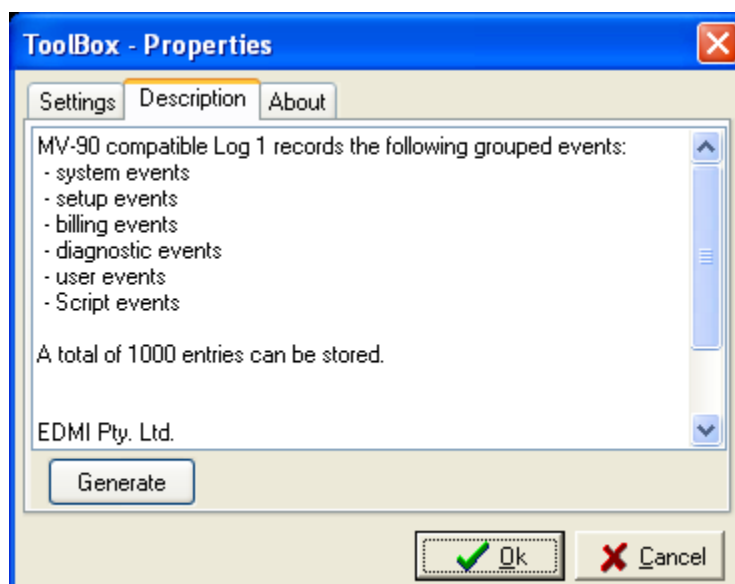 ToolBox - Properties
Settings Description About
MV-90 compatible Log 1 records the following grouped events:
- system events
- setup events
- billing events
- diagnostic events
- user events
- Script events
A total of 1000 entries can be stored.
EDMI Pty. Ltd.
Generate
Ok Cancel